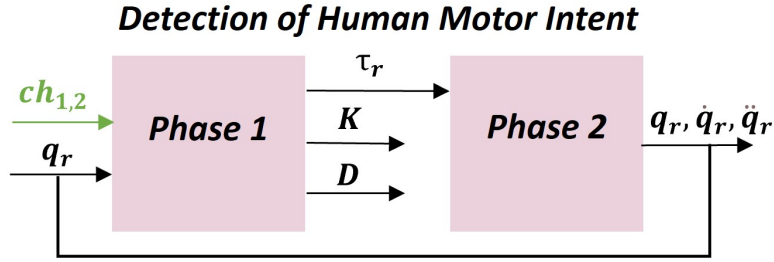 Detection of Human Motor Intent
ch₁,₂
qᵣ
Phase 1
τᵣ
K
D
Phase 2
qᵣ, q̇ᵣ, q̈ᵣ